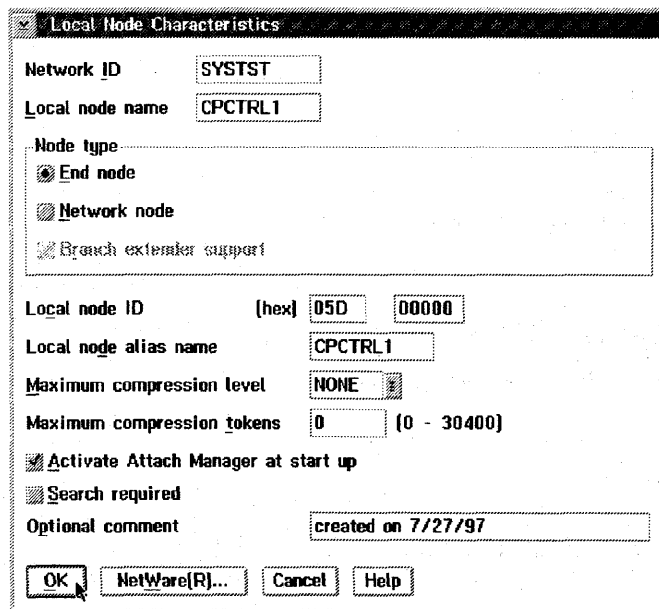 Local Node Characteristics
Network ID SYSTST
Local node name CPCTRL1
Node type
End node
Network node
Branch extender support
Local node ID (hex) 05D 00000
Local node alias name CPCTRL1
Maximum compression level NONE
Maximum compression tokens 0 (0 - 30400)
Activate Attach Manager at start up
Search required
Optional comment created on 7/27/97
OK NetWare(R)... Cancel Help